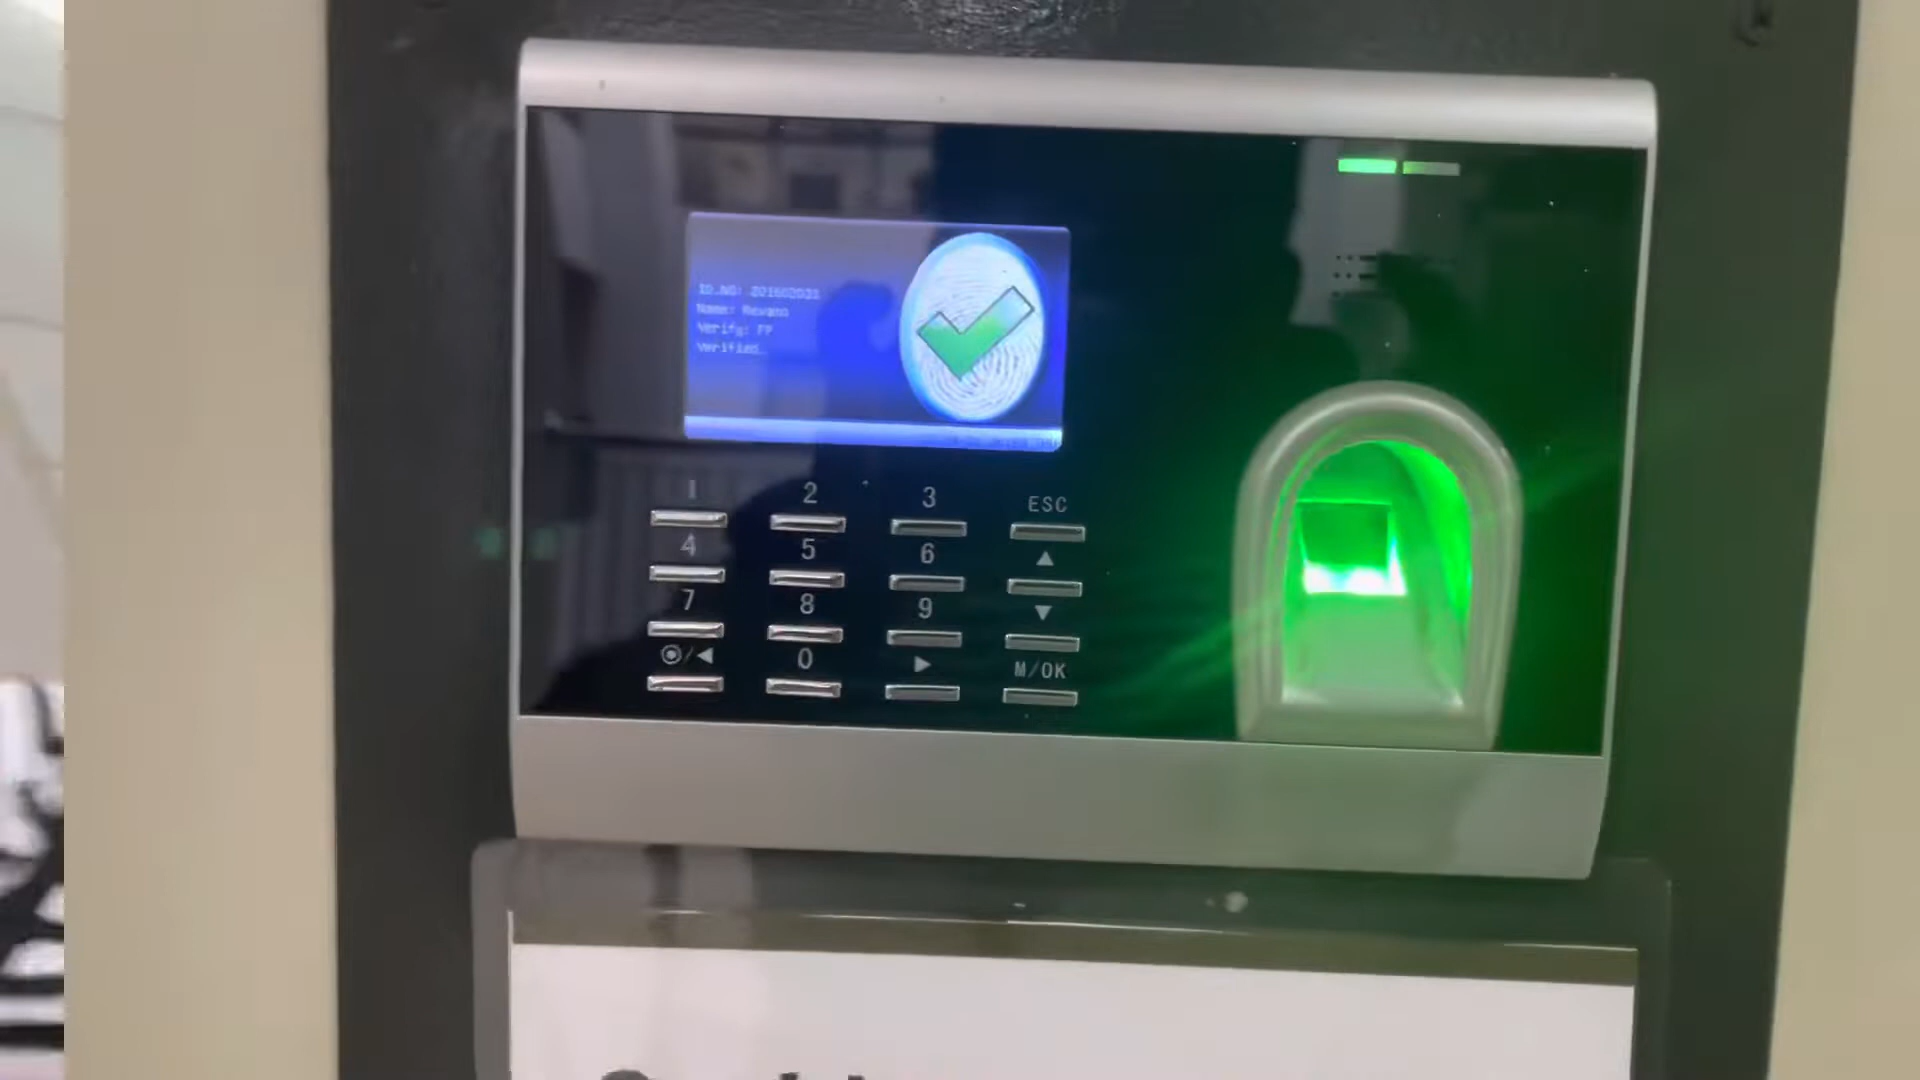 ID.NO:
Name: Revano
Verify: FP
Verified.
1 2 3 ESC
4 5 6 ▲
7 8 9 ▼
◉/◀ 0 ▶ M/OK